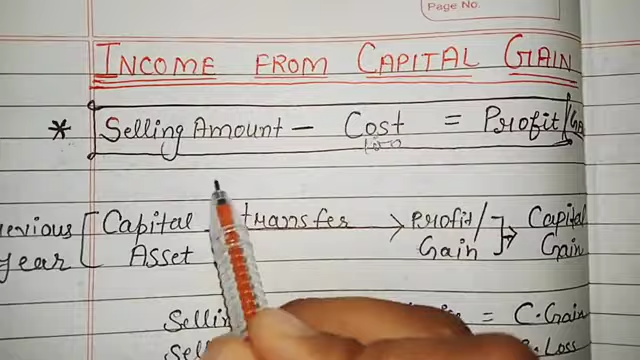 Page No.
INCOME FROM CAPITAL GAIN
* Selling Amount - Cost = Profit/
100
Capital transfer Profit/ Capital
year Asset Gain Gain
= C.Gain
Loss